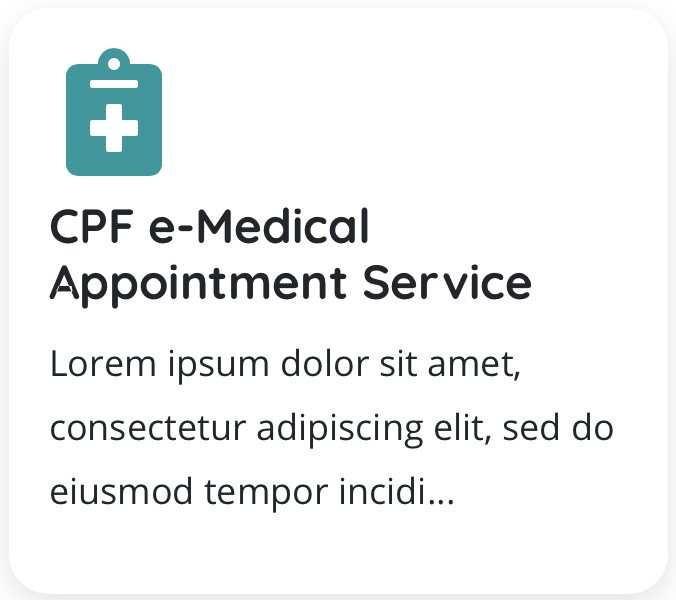 CPF e-Medical
Appointment Service
Lorem ipsum dolor sit amet,
consectetur adipiscing elit, sed do
eiusmod tempor incidi...